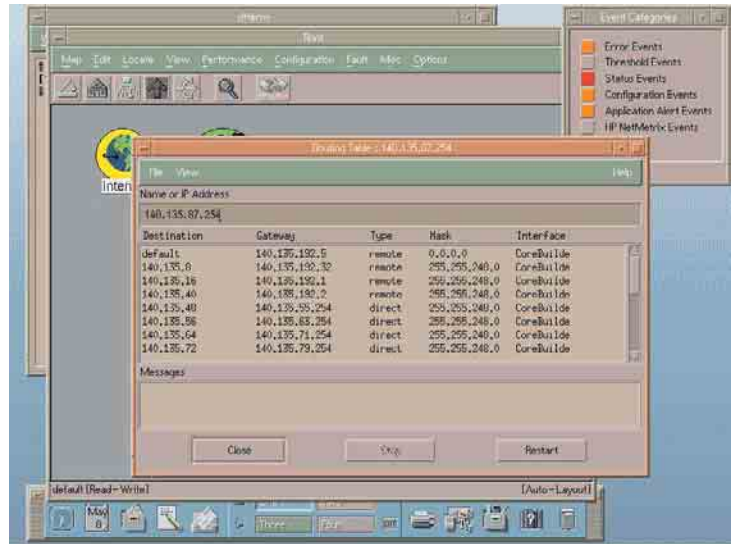 Event Categories
Root
Map Edit Locate View Performance Configuration Fault Misc Options
Error Events
Threshold Events
Status Events
Configuration Events
Application Alert Events
HP NetMetrix Events
Routing Table : 140.135.87.254
File View Help
Name or IP Address
140.135.87.254
Destination Gateway Type Mask Interface
default 140.135.192.5 remote 0.0.0.0 CoreBuilde
140.135.8 140.135.192.32 remote 255.255.248.0 CoreBuilde
140.135.16 140.135.192.1 remote 255.255.248.0 CoreBuilde
140.135.40 140.135.192.2 remote 255.255.248.0 CoreBuilde
140.135.48 140.135.55.254 direct 255.255.248.0 CoreBuilde
140.135.56 140.135.63.254 direct 255.255.248.0 CoreBuilde
140.135.64 140.135.71.254 direct 255.255.248.0 CoreBuilde
140.135.72 140.135.79.254 direct 255.255.248.0 CoreBuilde
Messages
Close Stop Restart
default [Read-Write] [Auto-Layout]
May
8
Three Four
EXIT